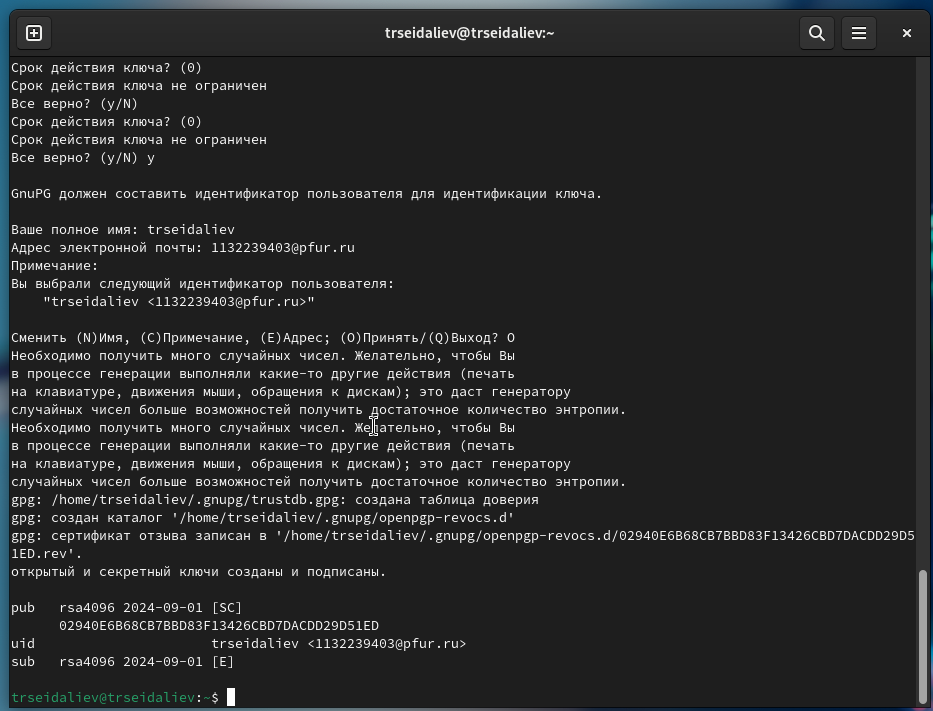 trseidaliev@trseidaliev:~
Срок действия ключа? (0)
Срок действия ключа не ограничен
Все верно? (y/N)
Срок действия ключа? (0)
Срок действия ключа не ограничен
Все верно? (y/N) y
GnuPG должен составить идентификатор пользователя для идентификации ключа.
Ваше полное имя: trseidaliev
Адрес электронной почты: 1132239403@pfur.ru
Примечание:
Вы выбрали следующий идентификатор пользователя:
"trseidaliev <1132239403@pfur.ru>"
Сменить (N)Имя, (C)Примечание, (E)Адрес; (O)Принять/(Q)Выход? O
Необходимо получить много случайных чисел. Желательно, чтобы Вы
в процессе генерации выполняли какие-то другие действия (печать
на клавиатуре, движения мыши, обращения к дискам); это даст генератору
случайных чисел больше возможностей получить достаточное количество энтропии.
Необходимо получить много случайных чисел. Желательно, чтобы Вы
в процессе генерации выполняли какие-то другие действия (печать
на клавиатуре, движения мыши, обращения к дискам); это даст генератору
случайных чисел больше возможностей получить достаточное количество энтропии.
gpg: /home/trseidaliev/.gnupg/trustdb.gpg: создана таблица доверия
gpg: создан каталог '/home/trseidaliev/.gnupg/openpgp-revocs.d'
gpg: сертификат отзыва записан в '/home/trseidaliev/.gnupg/openpgp-revocs.d/02940E6B68CB7BBD83F13426CBD7DACDD29D5
1ED.rev'.
открытый и секретный ключи созданы и подписаны.
pub   rsa4096 2024-09-01 [SC]
02940E6B68CB7BBD83F13426CBD7DACDD29D51ED
uid                      trseidaliev <1132239403@pfur.ru>
sub   rsa4096 2024-09-01 [E]
trseidaliev@trseidaliev:~$